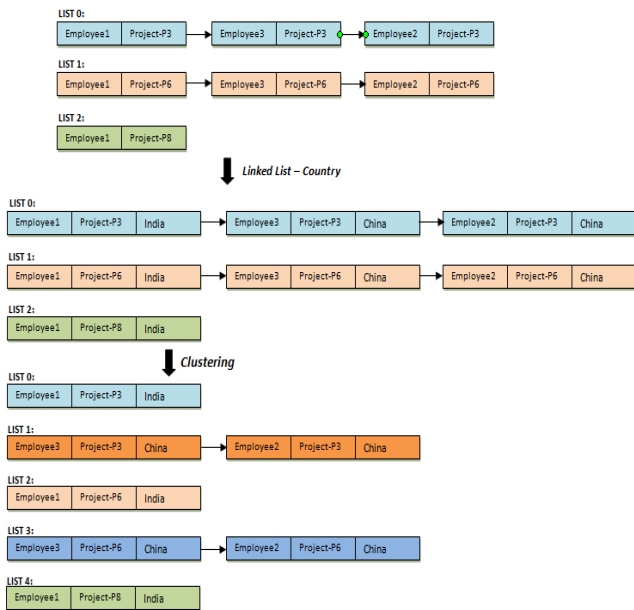 LIST 0:
Employee1 Project-P3 Employee3 Project-P3 Employee2 Project-P3
LIST 1:
Employee1 Project-P6 Employee3 Project-P6 Employee2 Project-P6
LIST 2:
Employee1 Project-P8
Linked List – Country
LIST 0:
Employee1 Project-P3 India Employee3 Project-P3 China Employee2 Project-P3 China
LIST 1:
Employee1 Project-P6 India Employee3 Project-P6 China Employee2 Project-P6 China
LIST 2:
Employee1 Project-P8 India
Clustering
LIST 0:
Employee1 Project-P3 India
LIST 1:
Employee3 Project-P3 China Employee2 Project-P3 China
LIST 2:
Employee1 Project-P6 India
LIST 3:
Employee3 Project-P6 China Employee2 Project-P6 China
LIST 4:
Employee1 Project-P8 India